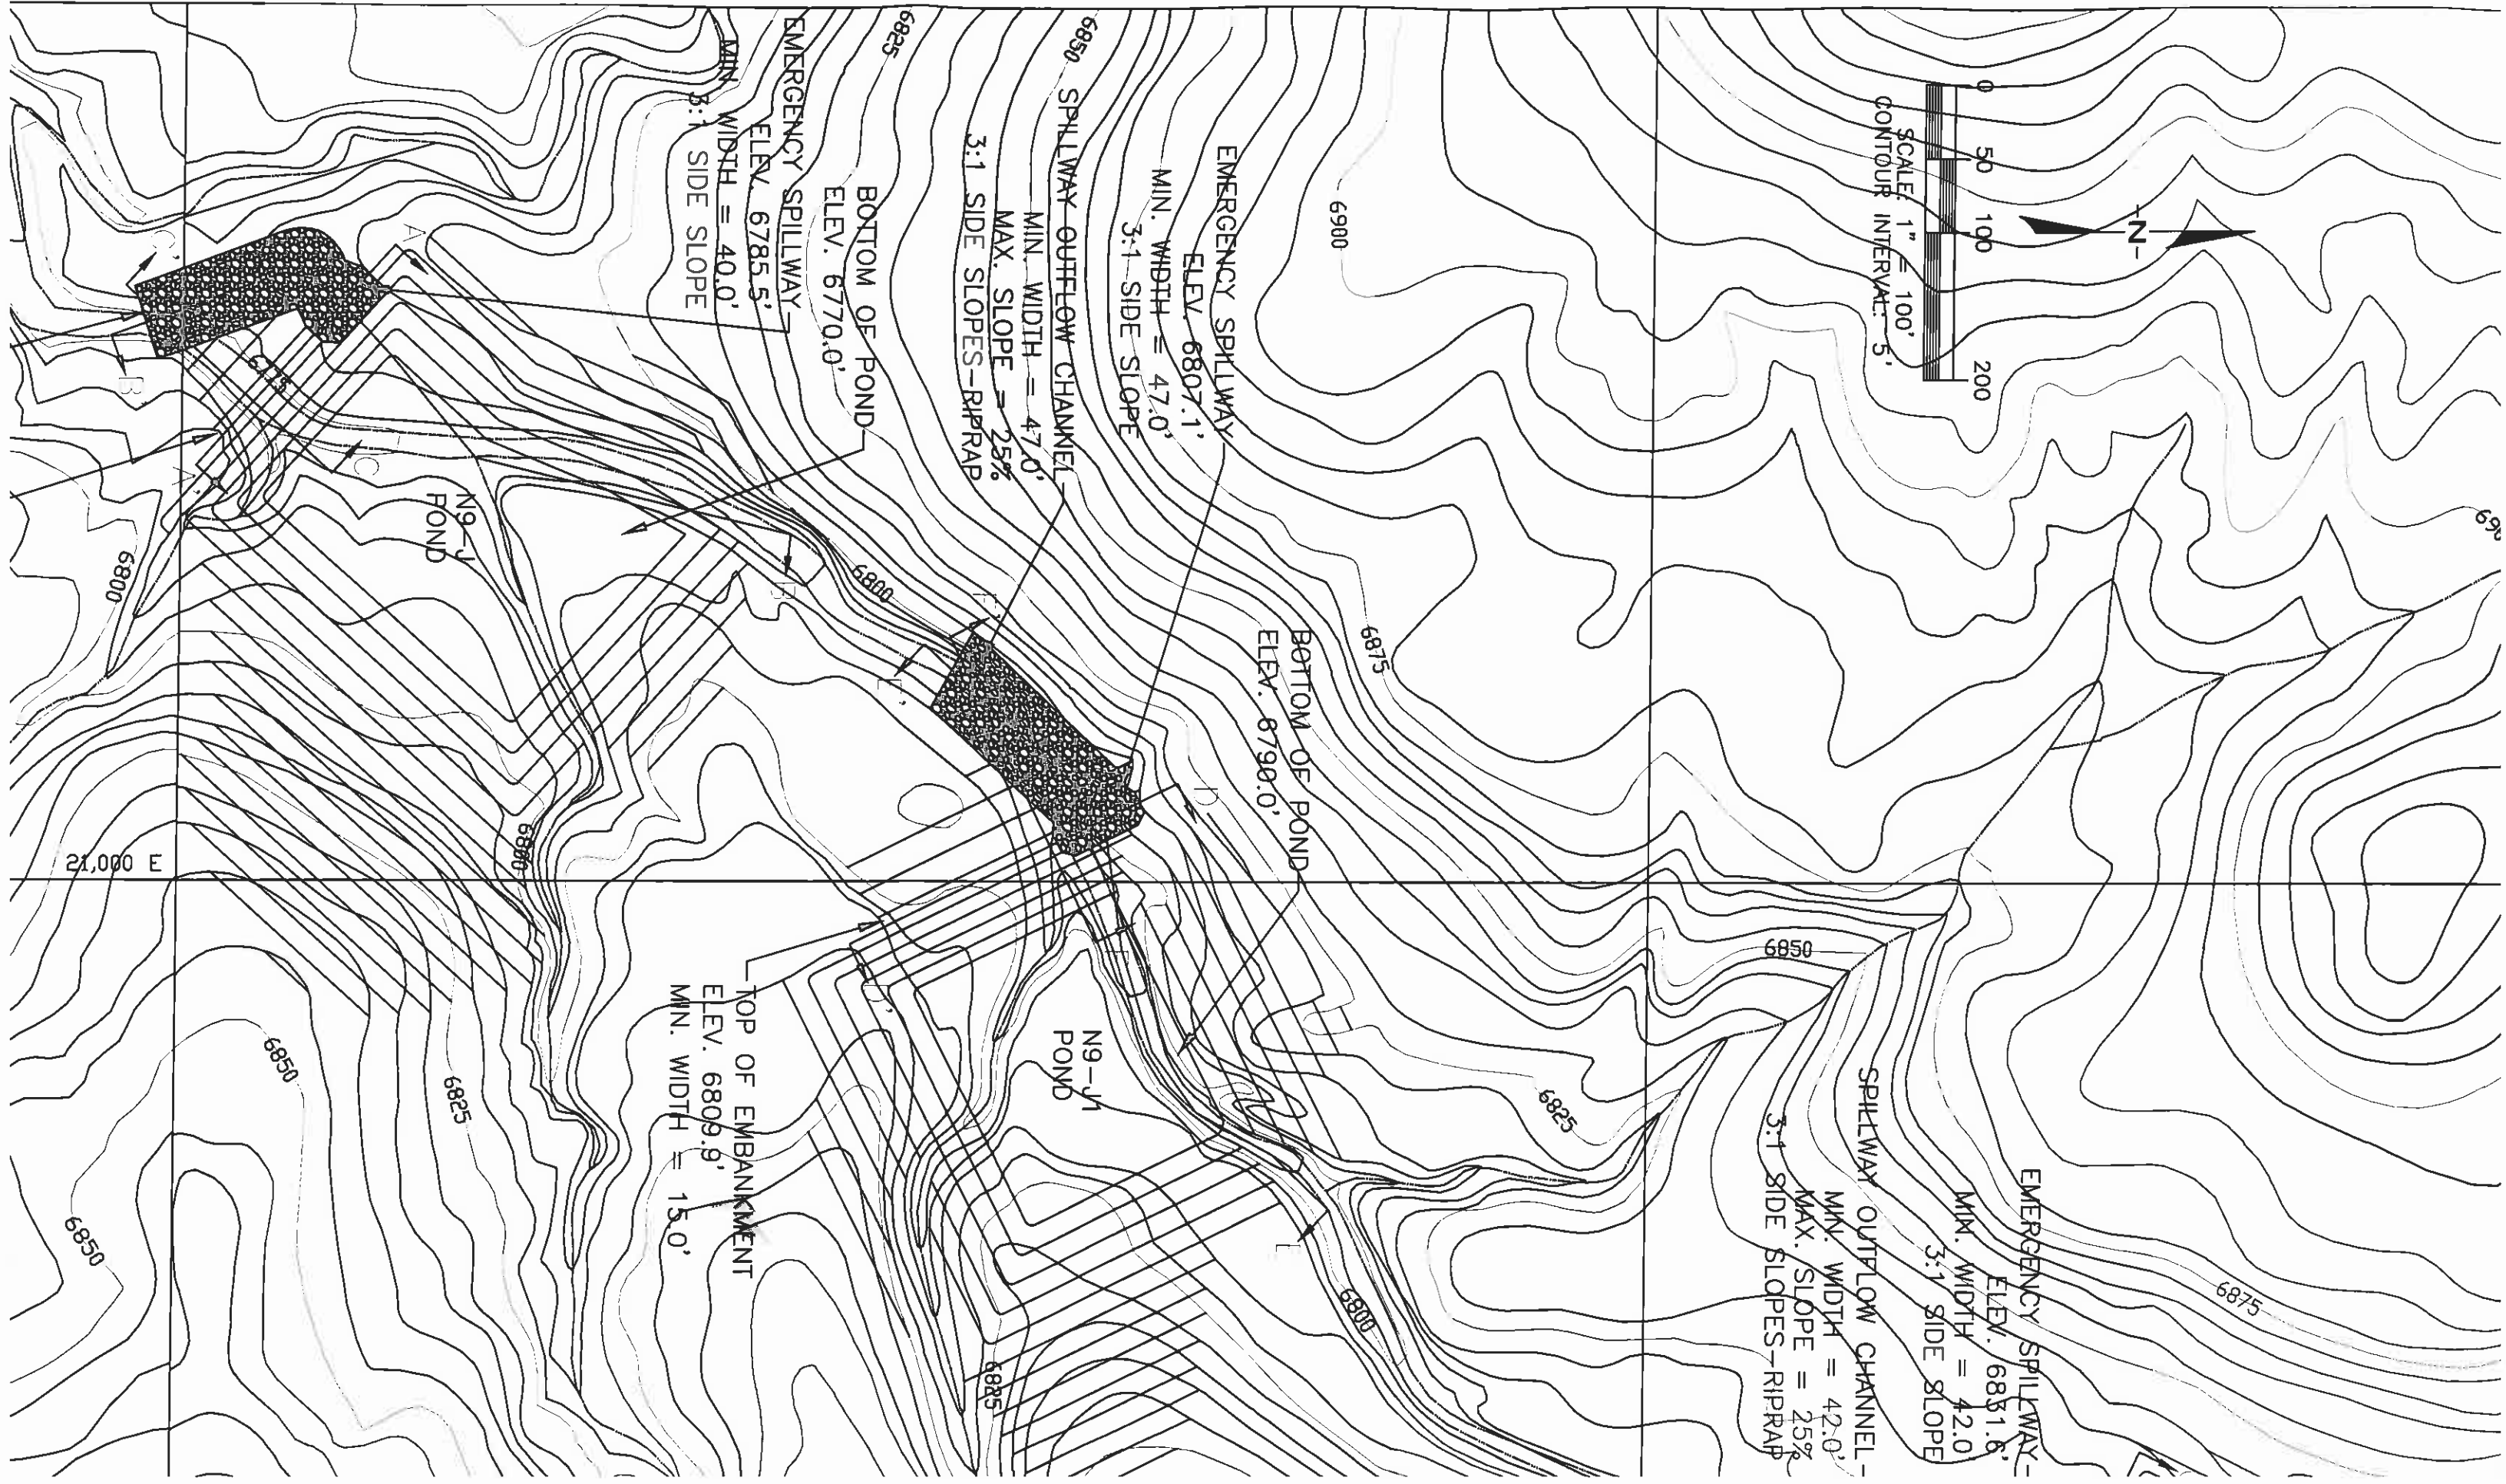 0 50 100 200
SCALE: 1" = 100'
CONTOUR INTERVAL: 5'
-N-
EMERGENCY SPILLWAY
ELEV. 6785.5'
MIN. WIDTH = 40.0'
3:1 SIDE SLOPE
BOTTOM OF POND
ELEV. 6770.0'
SPILLWAY OUTFLOW CHANNEL
MIN. WIDTH = 47.0'
MAX. SLOPE = 25%
3:1 SIDE SLOPES-RIPRAP
EMERGENCY SPILLWAY
ELEV. 6807.1'
MIN. WIDTH = 47.0'
3:1 SIDE SLOPE
BOTTOM OF POND
ELEV. 6790.0'
N9-J
POND
N9-J1
POND
TOP OF EMBANKMENT
ELEV. 6809.9'
MIN. WIDTH = 15.0'
EMERGENCY SPILLWAY
ELEV. 6831.6'
MIN. WIDTH = 42.0'
3:1 SIDE SLOPE
SPILLWAY OUTFLOW CHANNEL
MIN. WIDTH = 42.0'
MAX. SLOPE = 25%
3:1 SIDE SLOPES-RIPRAP
21,000 E
6825
6850
6900
6875
6800
6800
6800
6850
6825
6850
6825
6850
6825
6800
6875
A
A'
B
B'
C
C'
D
D'
E
F